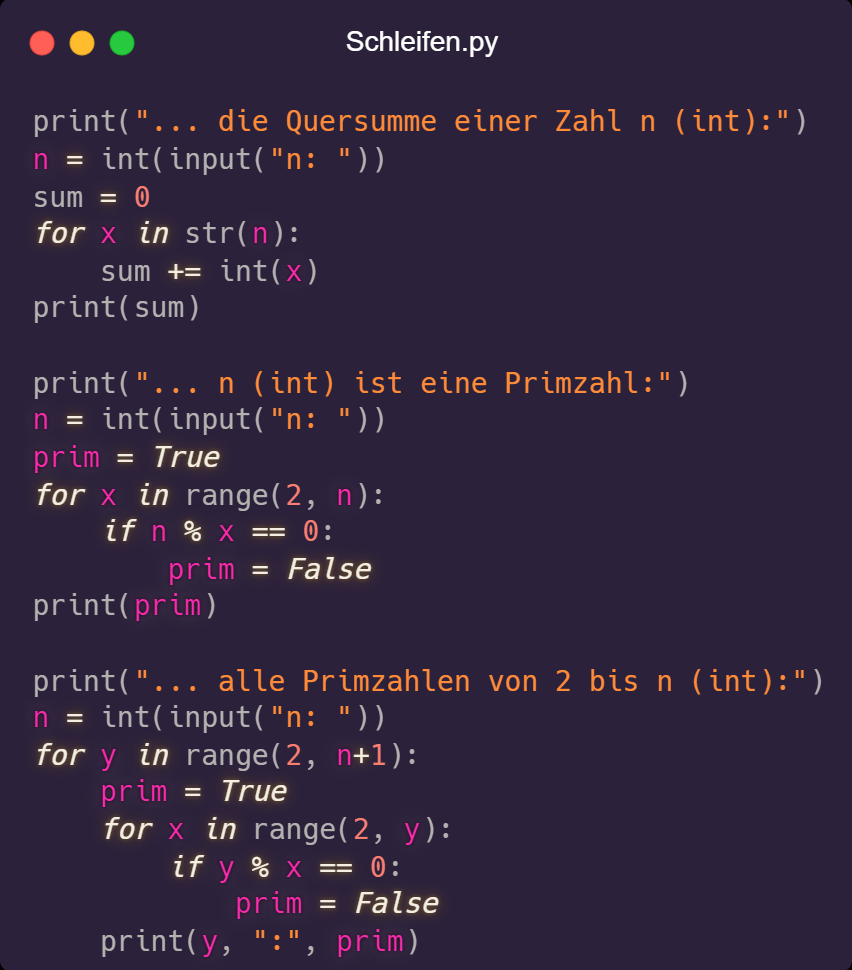 Schleifen.py
print("... die Quersumme einer Zahl n (int):")
n = int(input("n: "))
sum = 0
for x in str(n):
    sum += int(x)
print(sum)

print("... n (int) ist eine Primzahl:")
n = int(input("n: "))
prim = True
for x in range(2, n):
    if n % x == 0:
        prim = False
print(prim)

print("... alle Primzahlen von 2 bis n (int):")
n = int(input("n: "))
for y in range(2, n+1):
    prim = True
    for x in range(2, y):
        if y % x == 0:
            prim = False
    print(y, ":", prim)